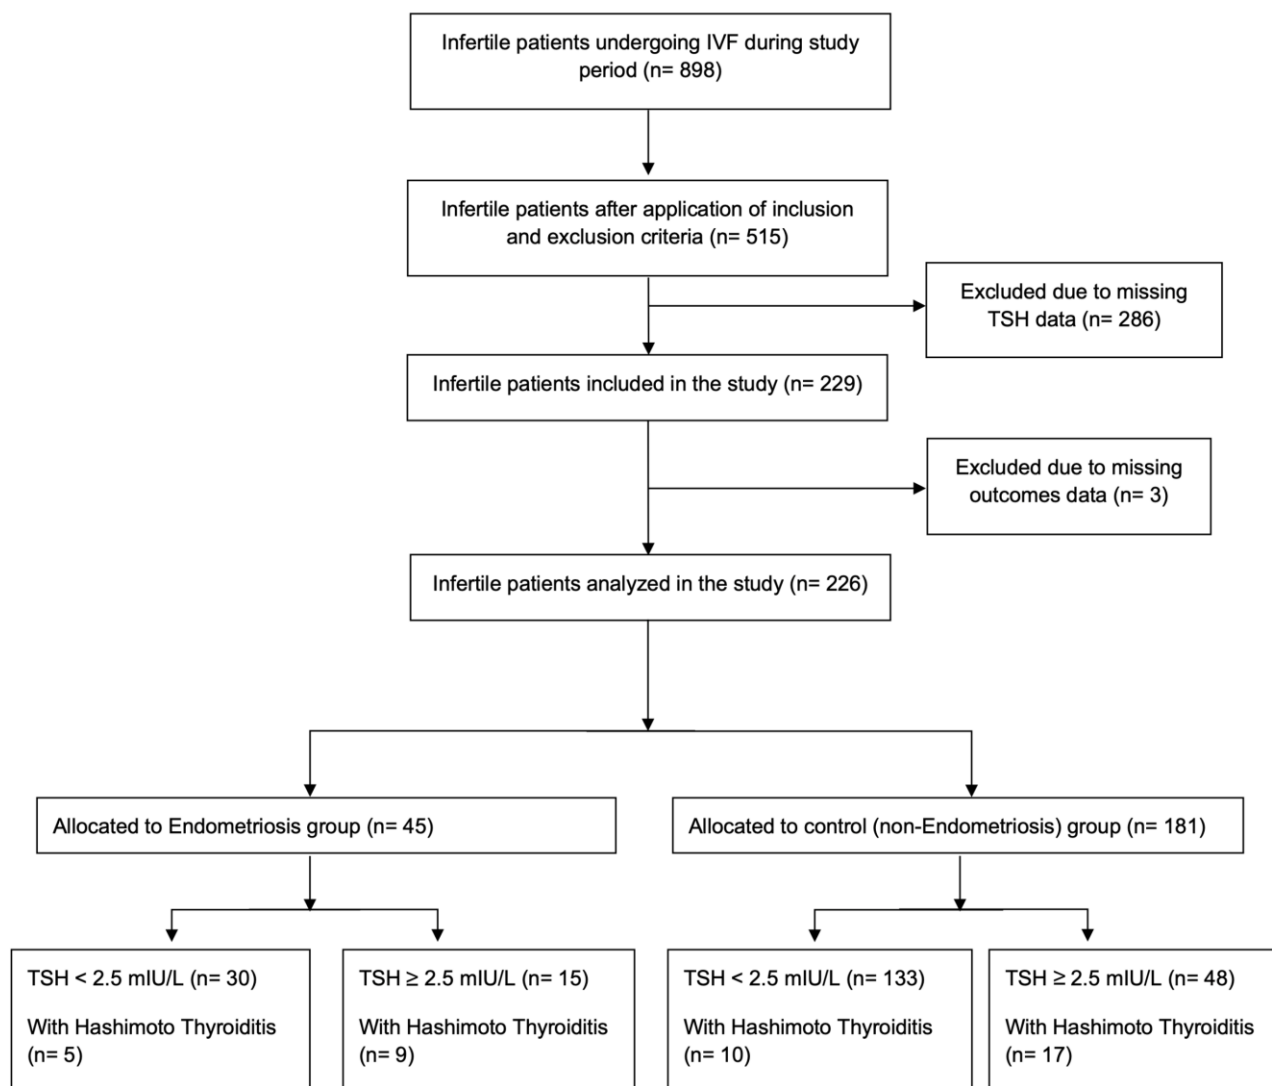 Infertile patients undergoing IVF during study
period (n= 898)
Infertile patients after application of inclusion
and exclusion criteria (n= 515)
Excluded due to missing
TSH data (n= 286)
Infertile patients included in the study (n= 229)
Excluded due to missing
outcomes data (n= 3)
Infertile patients analyzed in the study (n= 226)
Allocated to Endometriosis group (n= 45)
Allocated to control (non-Endometriosis) group (n= 181)
TSH < 2.5 mIU/L (n= 30)
With Hashimoto Thyroiditis
(n= 5)
TSH ≥ 2.5 mIU/L (n= 15)
With Hashimoto Thyroiditis
(n= 9)
TSH < 2.5 mIU/L (n= 133)
With Hashimoto Thyroiditis
(n= 10)
TSH ≥ 2.5 mIU/L (n= 48)
With Hashimoto Thyroiditis
(n= 17)